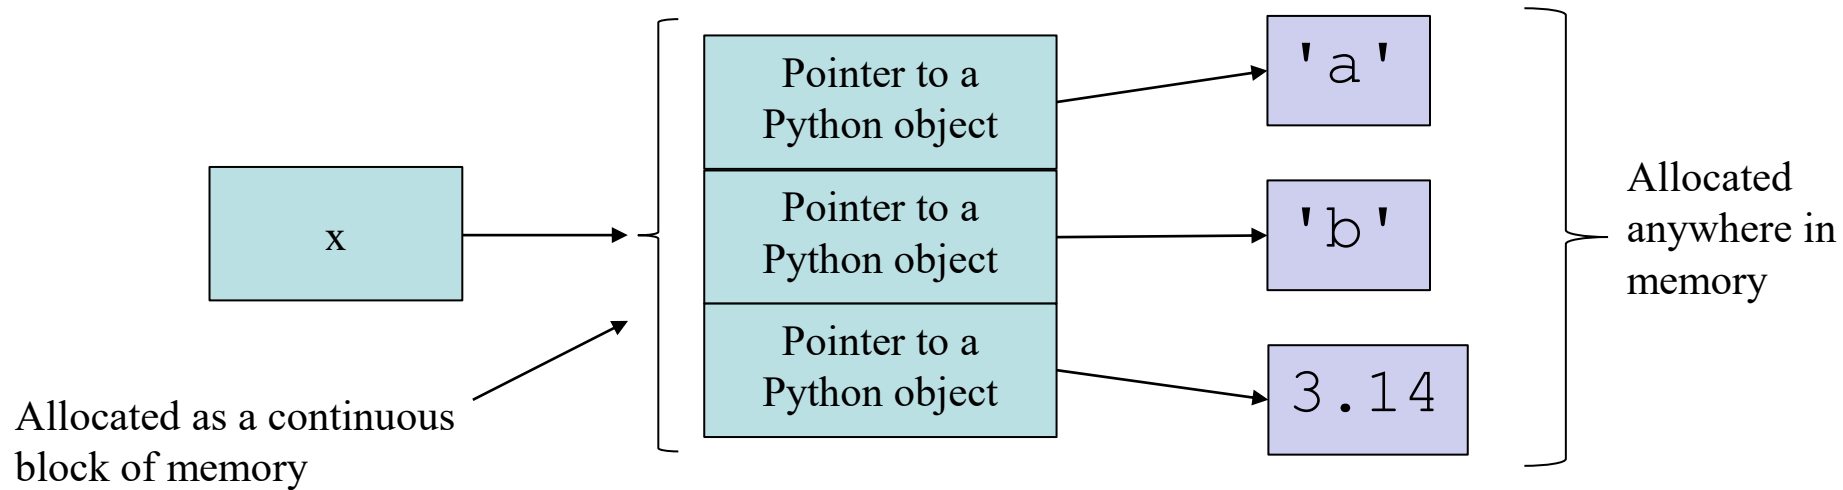 x
Allocated as a continuous
block of memory
Pointer to a
Python object
Pointer to a
Python object
Pointer to a
Python object
'a'
'b'
3.14
Allocated
anywhere in
memory